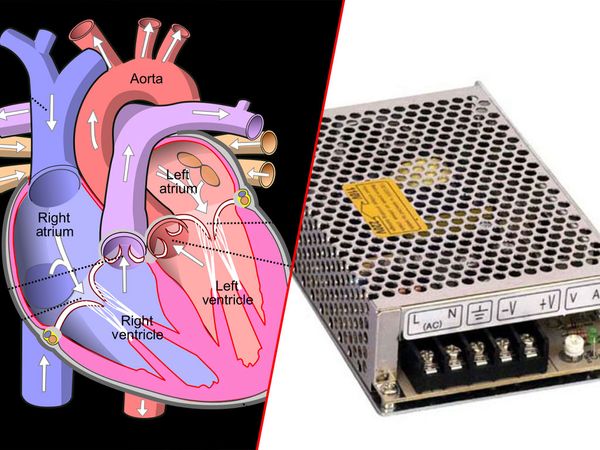 Aorta
Left
atrium
Right
atrium
Left
ventricle
Right
ventricle
L
(AC)
N
-V
+V
V
A